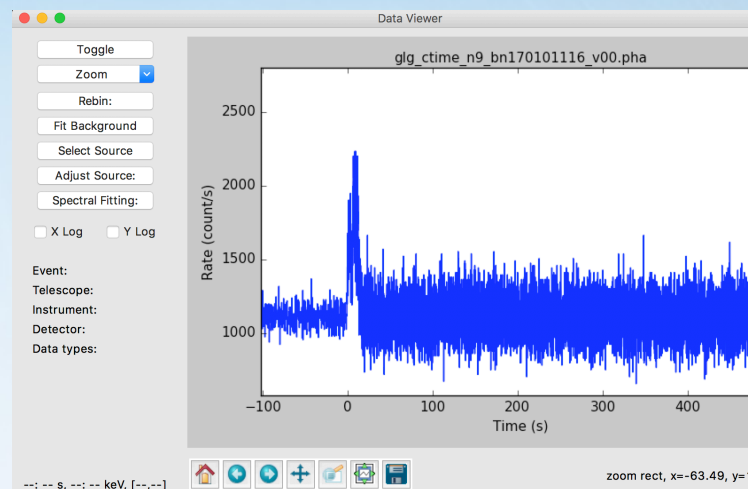 Data Viewer
Toggle
Zoom
Rebin:
Fit Background
Select Source
Adjust Source:
Spectral Fitting:
X Log
Y Log
Event:
Telescope:
Instrument:
Detector:
Data types:
--: -- s, --: -- keV, [--,--]
glg_ctime_n9_bn170101116_v00.pha
Rate (count/s)
2500
2000
1500
1000
−100 0 100 200 300 400
Time (s)
zoom rect, x=-63.49, y=1